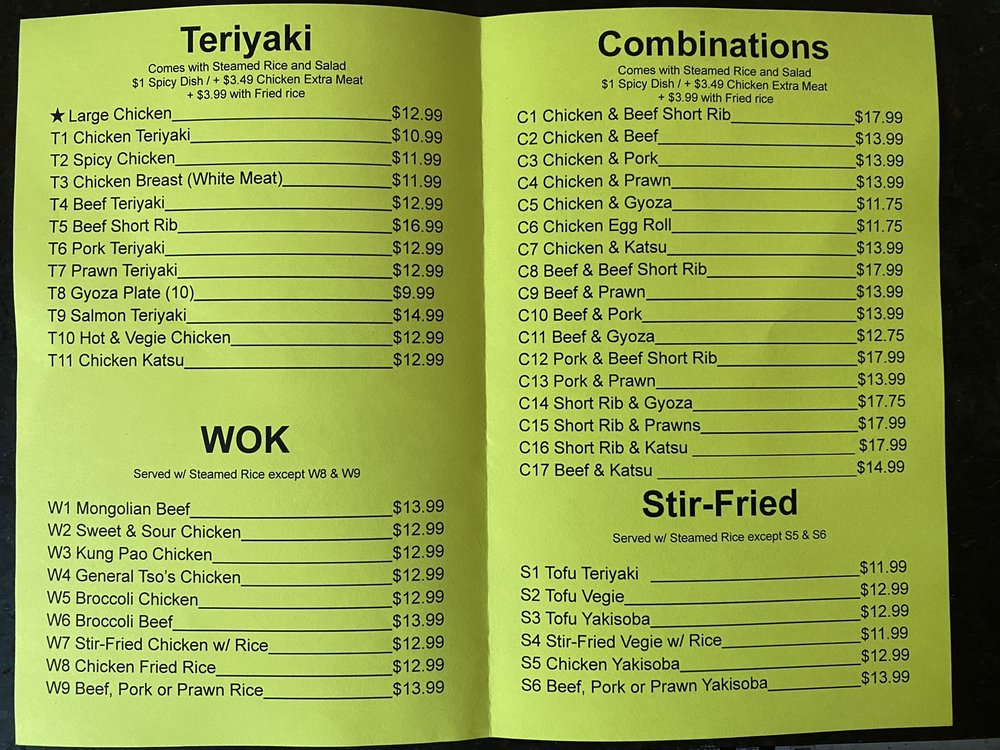 Teriyaki
Comes with Steamed Rice and Salad
$1 Spicy Dish / + $3.49 Chicken Extra Meat
+ $3.99 with Fried rice
★ Large Chicken $12.99
T1 Chicken Teriyaki $10.99
T2 Spicy Chicken $11.99
T3 Chicken Breast (White Meat) $11.99
T4 Beef Teriyaki $12.99
T5 Beef Short Rib $16.99
T6 Pork Teriyaki $12.99
T7 Prawn Teriyaki $12.99
T8 Gyoza Plate (10) $9.99
T9 Salmon Teriyaki $14.99
T10 Hot & Vegie Chicken $12.99
T11 Chicken Katsu $12.99
WOK
Served w/ Steamed Rice except W8 & W9
W1 Mongolian Beef $13.99
W2 Sweet & Sour Chicken $12.99
W3 Kung Pao Chicken $12.99
W4 General Tso's Chicken $12.99
W5 Broccoli Chicken $12.99
W6 Broccoli Beef $13.99
W7 Stir-Fried Chicken w/ Rice $12.99
W8 Chicken Fried Rice $12.99
W9 Beef, Pork or Prawn Rice $13.99
Combinations
Comes with Steamed Rice and Salad
$1 Spicy Dish / + $3.49 Chicken Extra Meat
+ $3.99 with Fried rice
C1 Chicken & Beef Short Rib $17.99
C2 Chicken & Beef $13.99
C3 Chicken & Pork $13.99
C4 Chicken & Prawn $13.99
C5 Chicken & Gyoza $11.75
C6 Chicken Egg Roll $11.75
C7 Chicken & Katsu $13.99
C8 Beef & Beef Short Rib $17.99
C9 Beef & Prawn $13.99
C10 Beef & Pork $13.99
C11 Beef & Gyoza $12.75
C12 Pork & Beef Short Rib $17.99
C13 Pork & Prawn $13.99
C14 Short Rib & Gyoza $17.75
C15 Short Rib & Prawns $17.99
C16 Short Rib & Katsu $17.99
C17 Beef & Katsu $14.99
Stir-Fried
Served w/ Steamed Rice except S5 & S6
S1 Tofu Teriyaki $11.99
S2 Tofu Vegie $12.99
S3 Tofu Yakisoba $12.99
S4 Stir-Fried Vegie w/ Rice $11.99
S5 Chicken Yakisoba $12.99
S6 Beef, Pork or Prawn Yakisoba $13.99